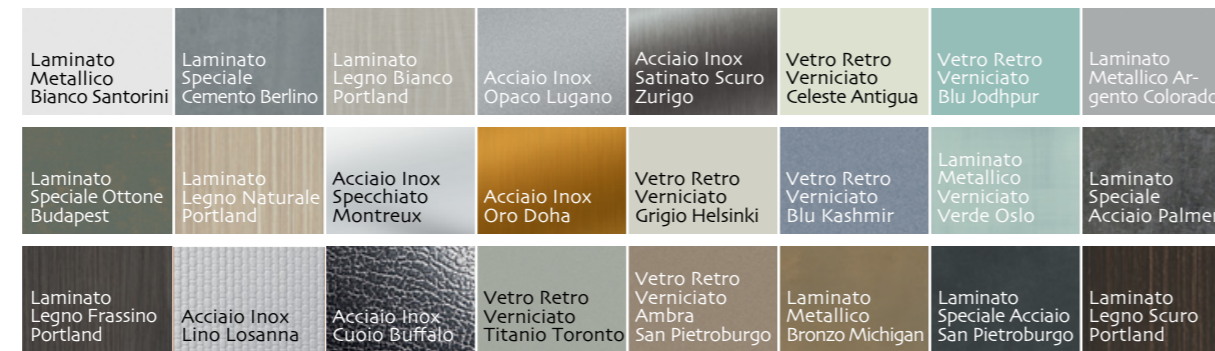 Laminato
Metallico
Bianco Santorini
Laminato
Speciale
Cemento Berlino
Laminato
Legno Bianco
Portland
Acciaio Inox
Opaco Lugano
Acciaio Inox
Satinato Scuro
Zurigo
Vetro Retro
Verniciato
Celeste Antigua
Vetro Retro
Verniciato
Blu Jodhpur
Laminato
Metallico Ar-
gento Colorado
Laminato
Speciale Ottone
Budapest
Laminato
Legno Naturale
Portland
Acciaio Inox
Specchiato
Montreux
Acciaio Inox
Oro Doha
Vetro Retro
Verniciato
Grigio Helsinki
Vetro Retro
Verniciato
Blu Kashmir
Laminato
Metallico
Verniciato
Verde Oslo
Laminato
Speciale
Acciaio
Laminato
Legno Frassino
Portland
Acciaio Inox
Lino Losanna
Acciaio Inox
Cuoio Buffalo
Vetro Retro
Verniciato
Titanio Toronto
Vetro Retro
Verniciato
Ambra
San Pietroburgo
Laminato
Metallico
Bronzo Michigan
Laminato
Speciale Acciaio
San Pietroburgo
Laminato
Legno Scuro
Portland